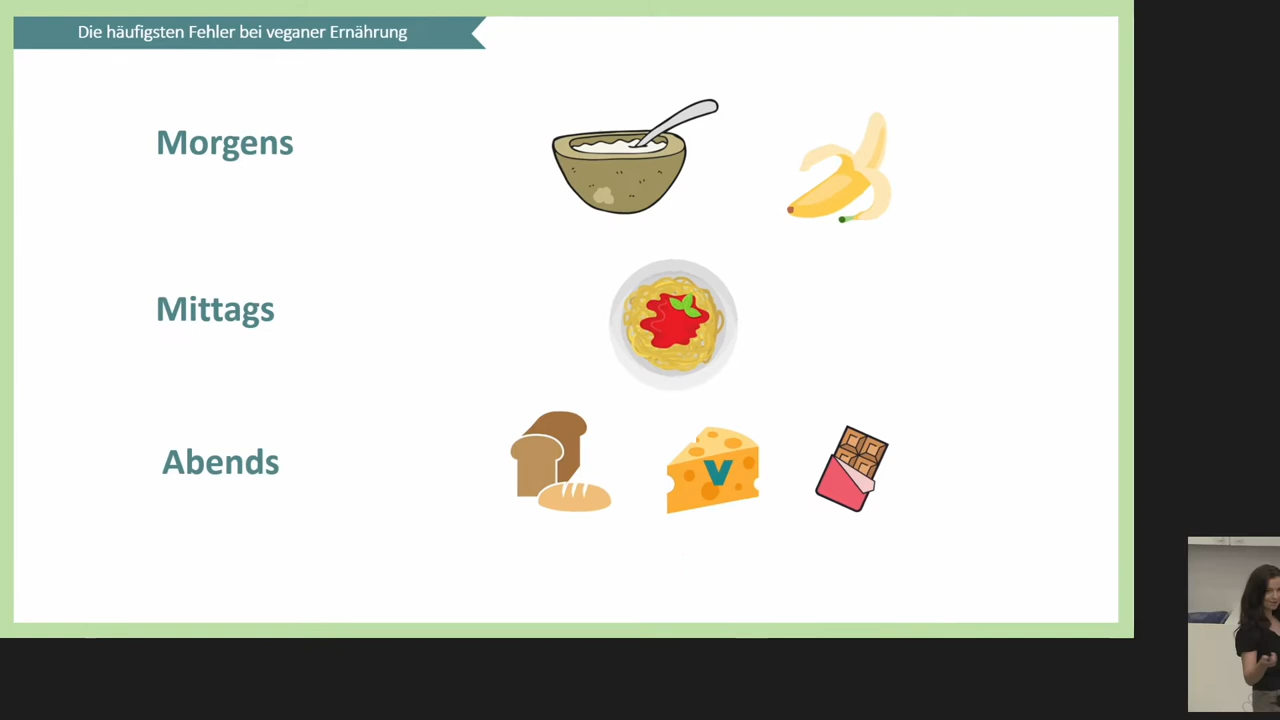 Die häufigsten Fehler bei veganer Ernährung
Morgens
Mittags
Abends
V